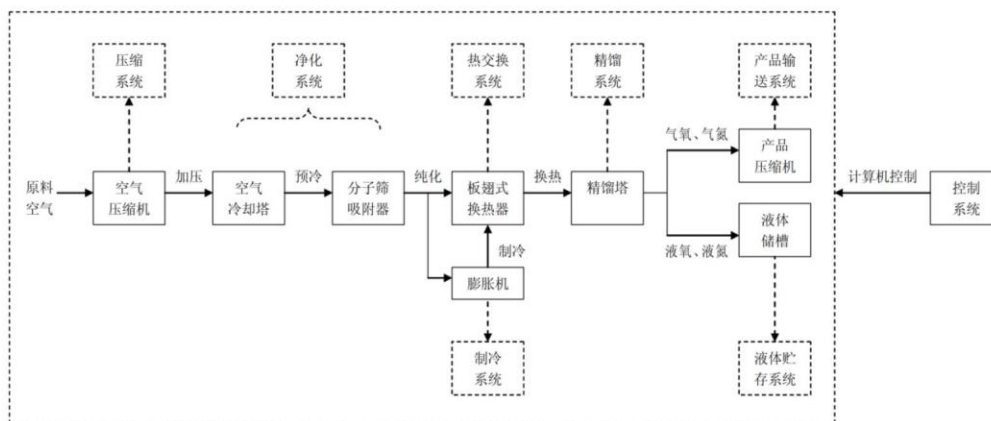 压缩
系统
净化
系统
热交换
系统
精馏
系统
产品输
送系统
原料
空气
空气
压缩机
加压
空气
冷却塔
预冷
分子筛
吸附器
纯化
板翅式
换热器
换热
精馏塔
气氧、气氮
产品
压缩机
液氧、液氮
液体
储槽
计算机控制
控制
系统
制冷
膨胀机
制冷
系统
液体贮
存系统